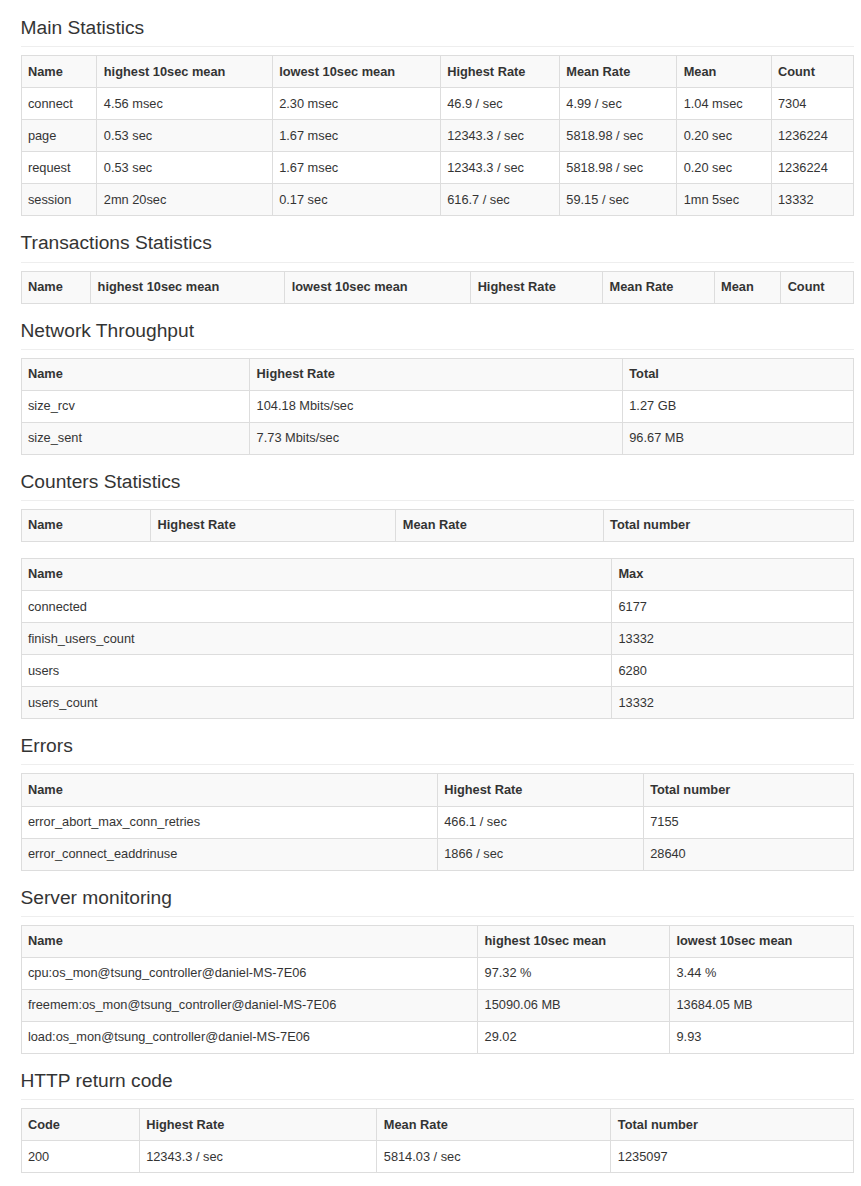 Main Statistics
Name highest 10sec mean lowest 10sec mean Highest Rate Mean Rate Mean Count
connect 4.56 msec 2.30 msec 46.9 / sec 4.99 / sec 1.04 msec 7304
page 0.53 sec 1.67 msec 12343.3 / sec 5818.98 / sec 0.20 sec 1236224
request 0.53 sec 1.67 msec 12343.3 / sec 5818.98 / sec 0.20 sec 1236224
session 2mn 20sec 0.17 sec 616.7 / sec 59.15 / sec 1mn 5sec 13332
Transactions Statistics
Name highest 10sec mean lowest 10sec mean Highest Rate Mean Rate Mean Count
Network Throughput
Name Highest Rate Total
size_rcv 104.18 Mbits/sec 1.27 GB
size_sent 7.73 Mbits/sec 96.67 MB
Counters Statistics
Name Highest Rate Mean Rate Total number
Name Max
connected 6177
finish_users_count 13332
users 6280
users_count 13332
Errors
Name Highest Rate Total number
error_abort_max_conn_retries 466.1 / sec 7155
error_connect_eaddrinuse 1866 / sec 28640
Server monitoring
Name highest 10sec mean lowest 10sec mean
cpu:os_mon@tsung_controller@daniel-MS-7E06 97.32 % 3.44 %
freemem:os_mon@tsung_controller@daniel-MS-7E06 15090.06 MB 13684.05 MB
load:os_mon@tsung_controller@daniel-MS-7E06 29.02 9.93
HTTP return code
Code Highest Rate Mean Rate Total number
200 12343.3 / sec 5814.03 / sec 1235097